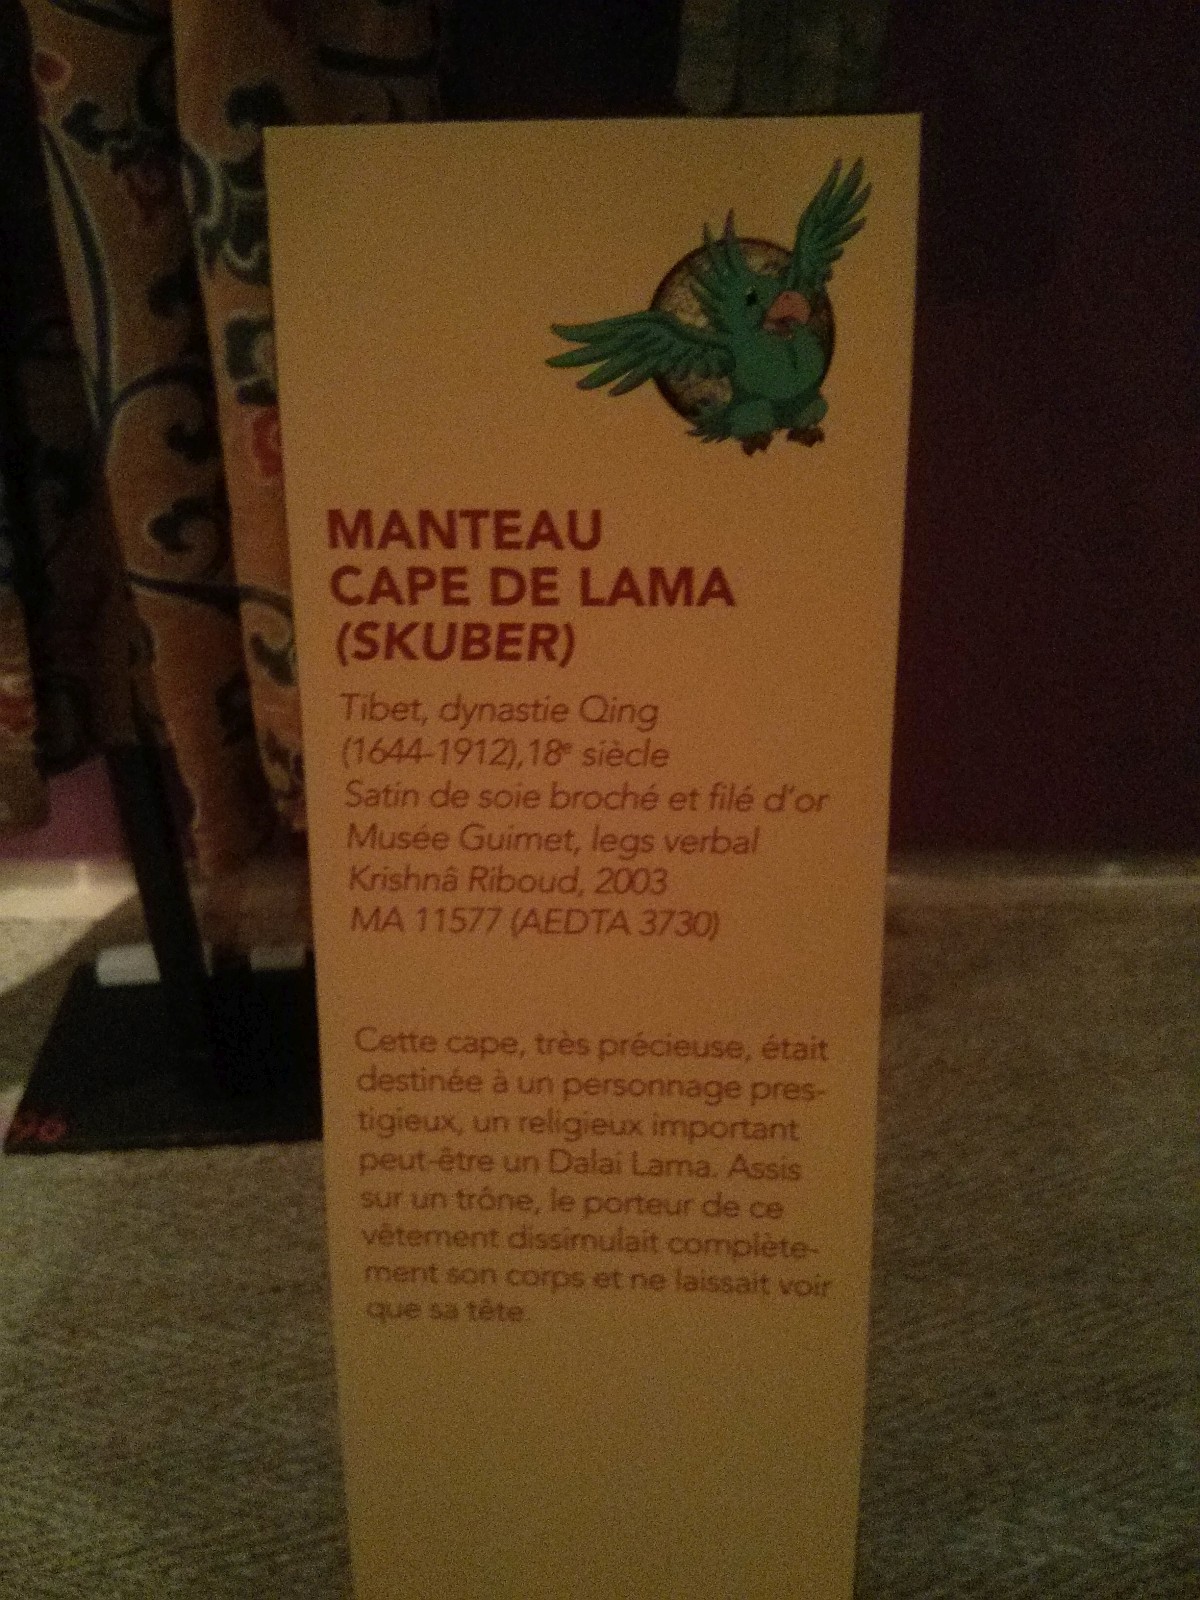 MANTEAU
CAPE DE LAMA
(SKUBER)
Tibet, dynastie Qing
(1644-1912), 18e siècle
Satin de soie broché et filé d'or
Musée Guimet, legs verbal
Krishnâ Riboud, 2003
MA 11577 (AEDTA 3730)
Cette cape, très précieuse, était
destinée à un personnage pres-
tigieux, un religieux important
peut-être un Dalai Lama. Assis
sur un trône, le porteur de ce
vêtement dissimulait complète-
ment son corps et ne laissait voir
que sa tête.